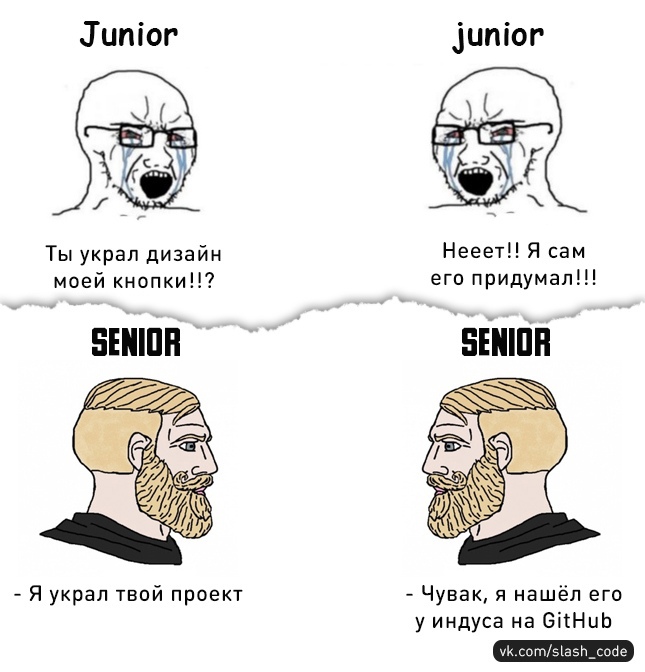 Junior
junior
Ты украл дизайн
моей кнопки!!?
Нееет!! Я сам
его придумал!!!
SENIOR
SENIOR
- Я украл твой проект
- Чувак, я нашёл его
у индуса на GitHub
vk.com/slash_code